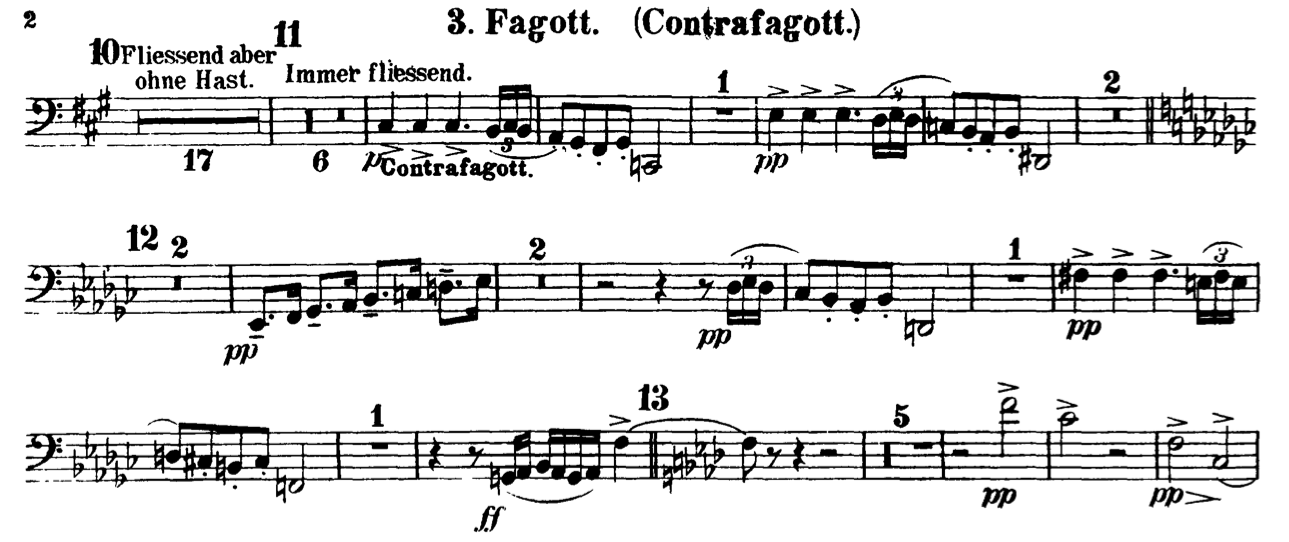 2
3. Fagott. (Contrafagott.)
10 Fliessend aber
ohne Hast.
11
Immer fliessend.
1
3
2
17
6
3
p
Contrafagott.
pp
12 2
2
3
1
3
pp
pp
pp
13
1
5
ff
pp
pp